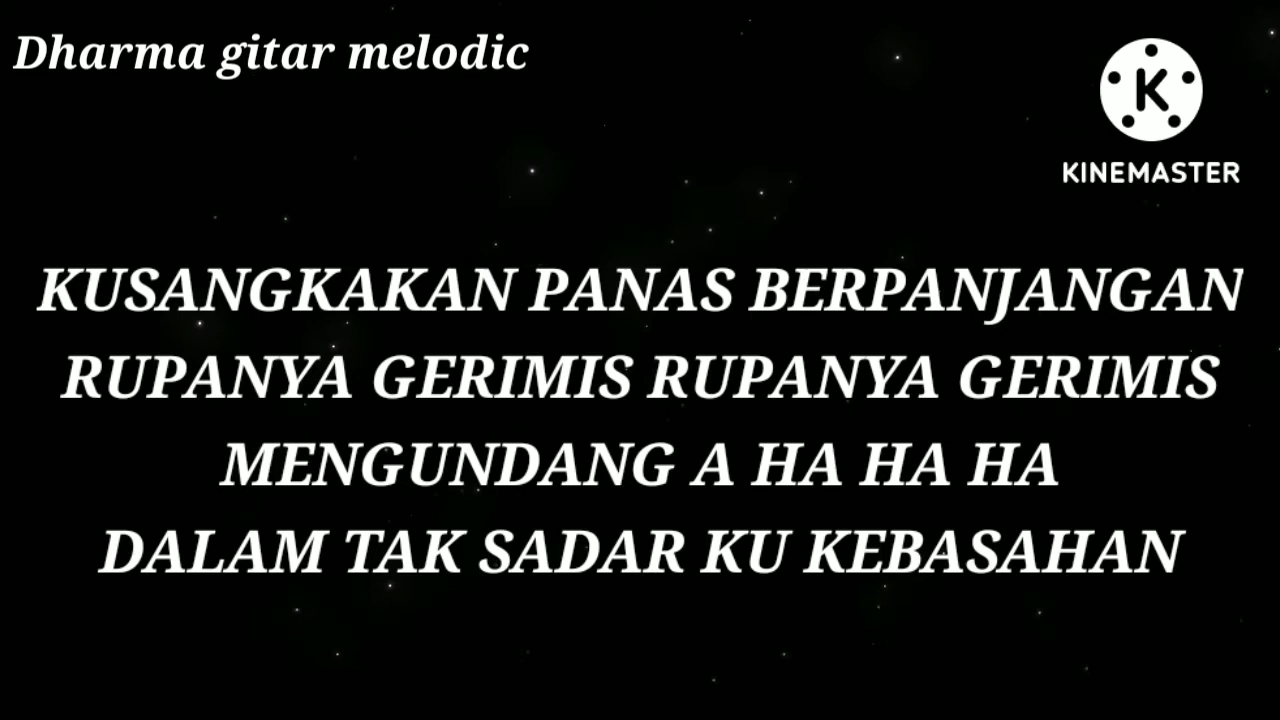 Dharma gitar melodic
K
KINEMASTER
KUSANGKAKAN PANAS BERPANJANGAN
RUPANYA GERIMIS RUPANYA GERIMIS
MENGUNDANG A HA HA HA
DALAM TAK SADAR KU KEBASAHAN